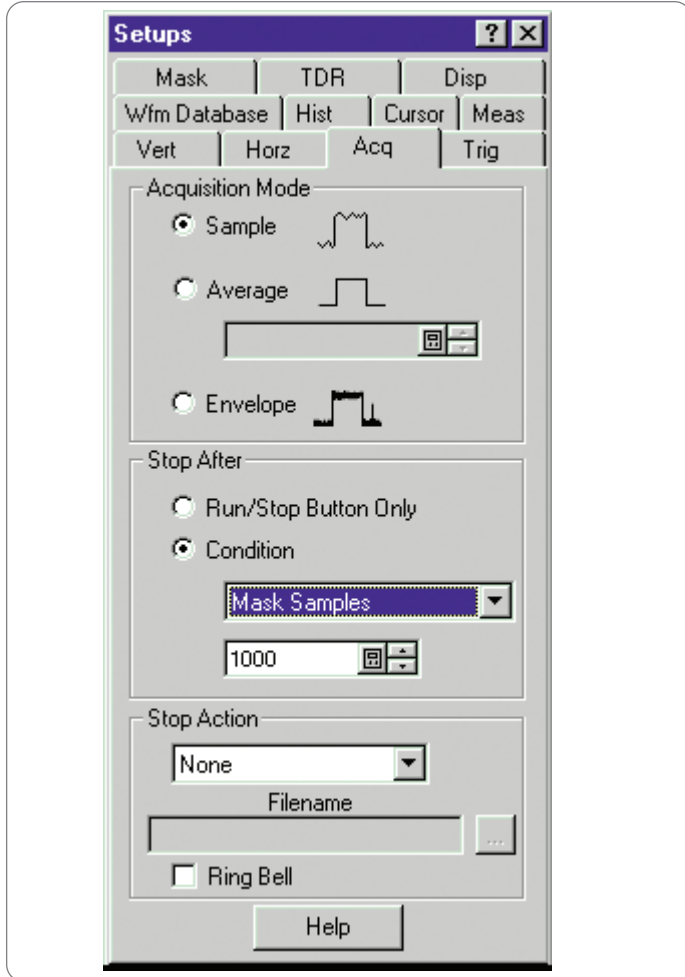 Setups ? X
Mask TDR Disp
Wfm Database Hist Cursor Meas
Vert Horz Acq Trig
Acquisition Mode
Sample
Average
Envelope
Stop After
Run/Stop Button Only
Condition
Mask Samples
1000
Stop Action
None
Filename
...
Ring Bell
Help